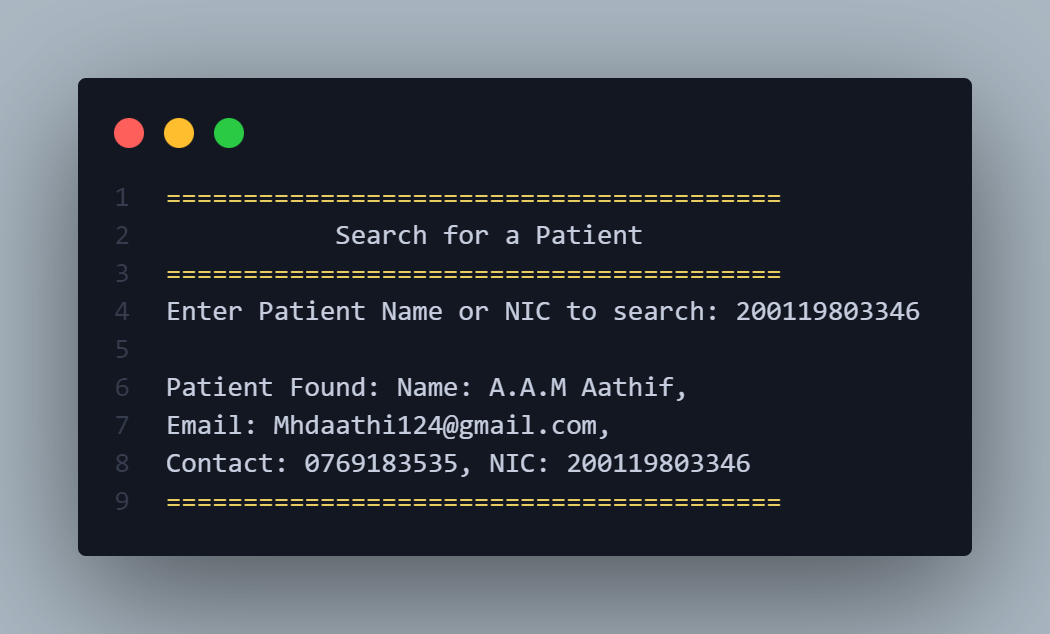 1 ========================================
2 Search for a Patient
3 ========================================
4 Enter Patient Name or NIC to search: 200119803346
5
6 Patient Found: Name: A.A.M Aathif,
7 Email: Mhdaathi124@gmail.com,
8 Contact: 0769183535, NIC: 200119803346
9 ========================================